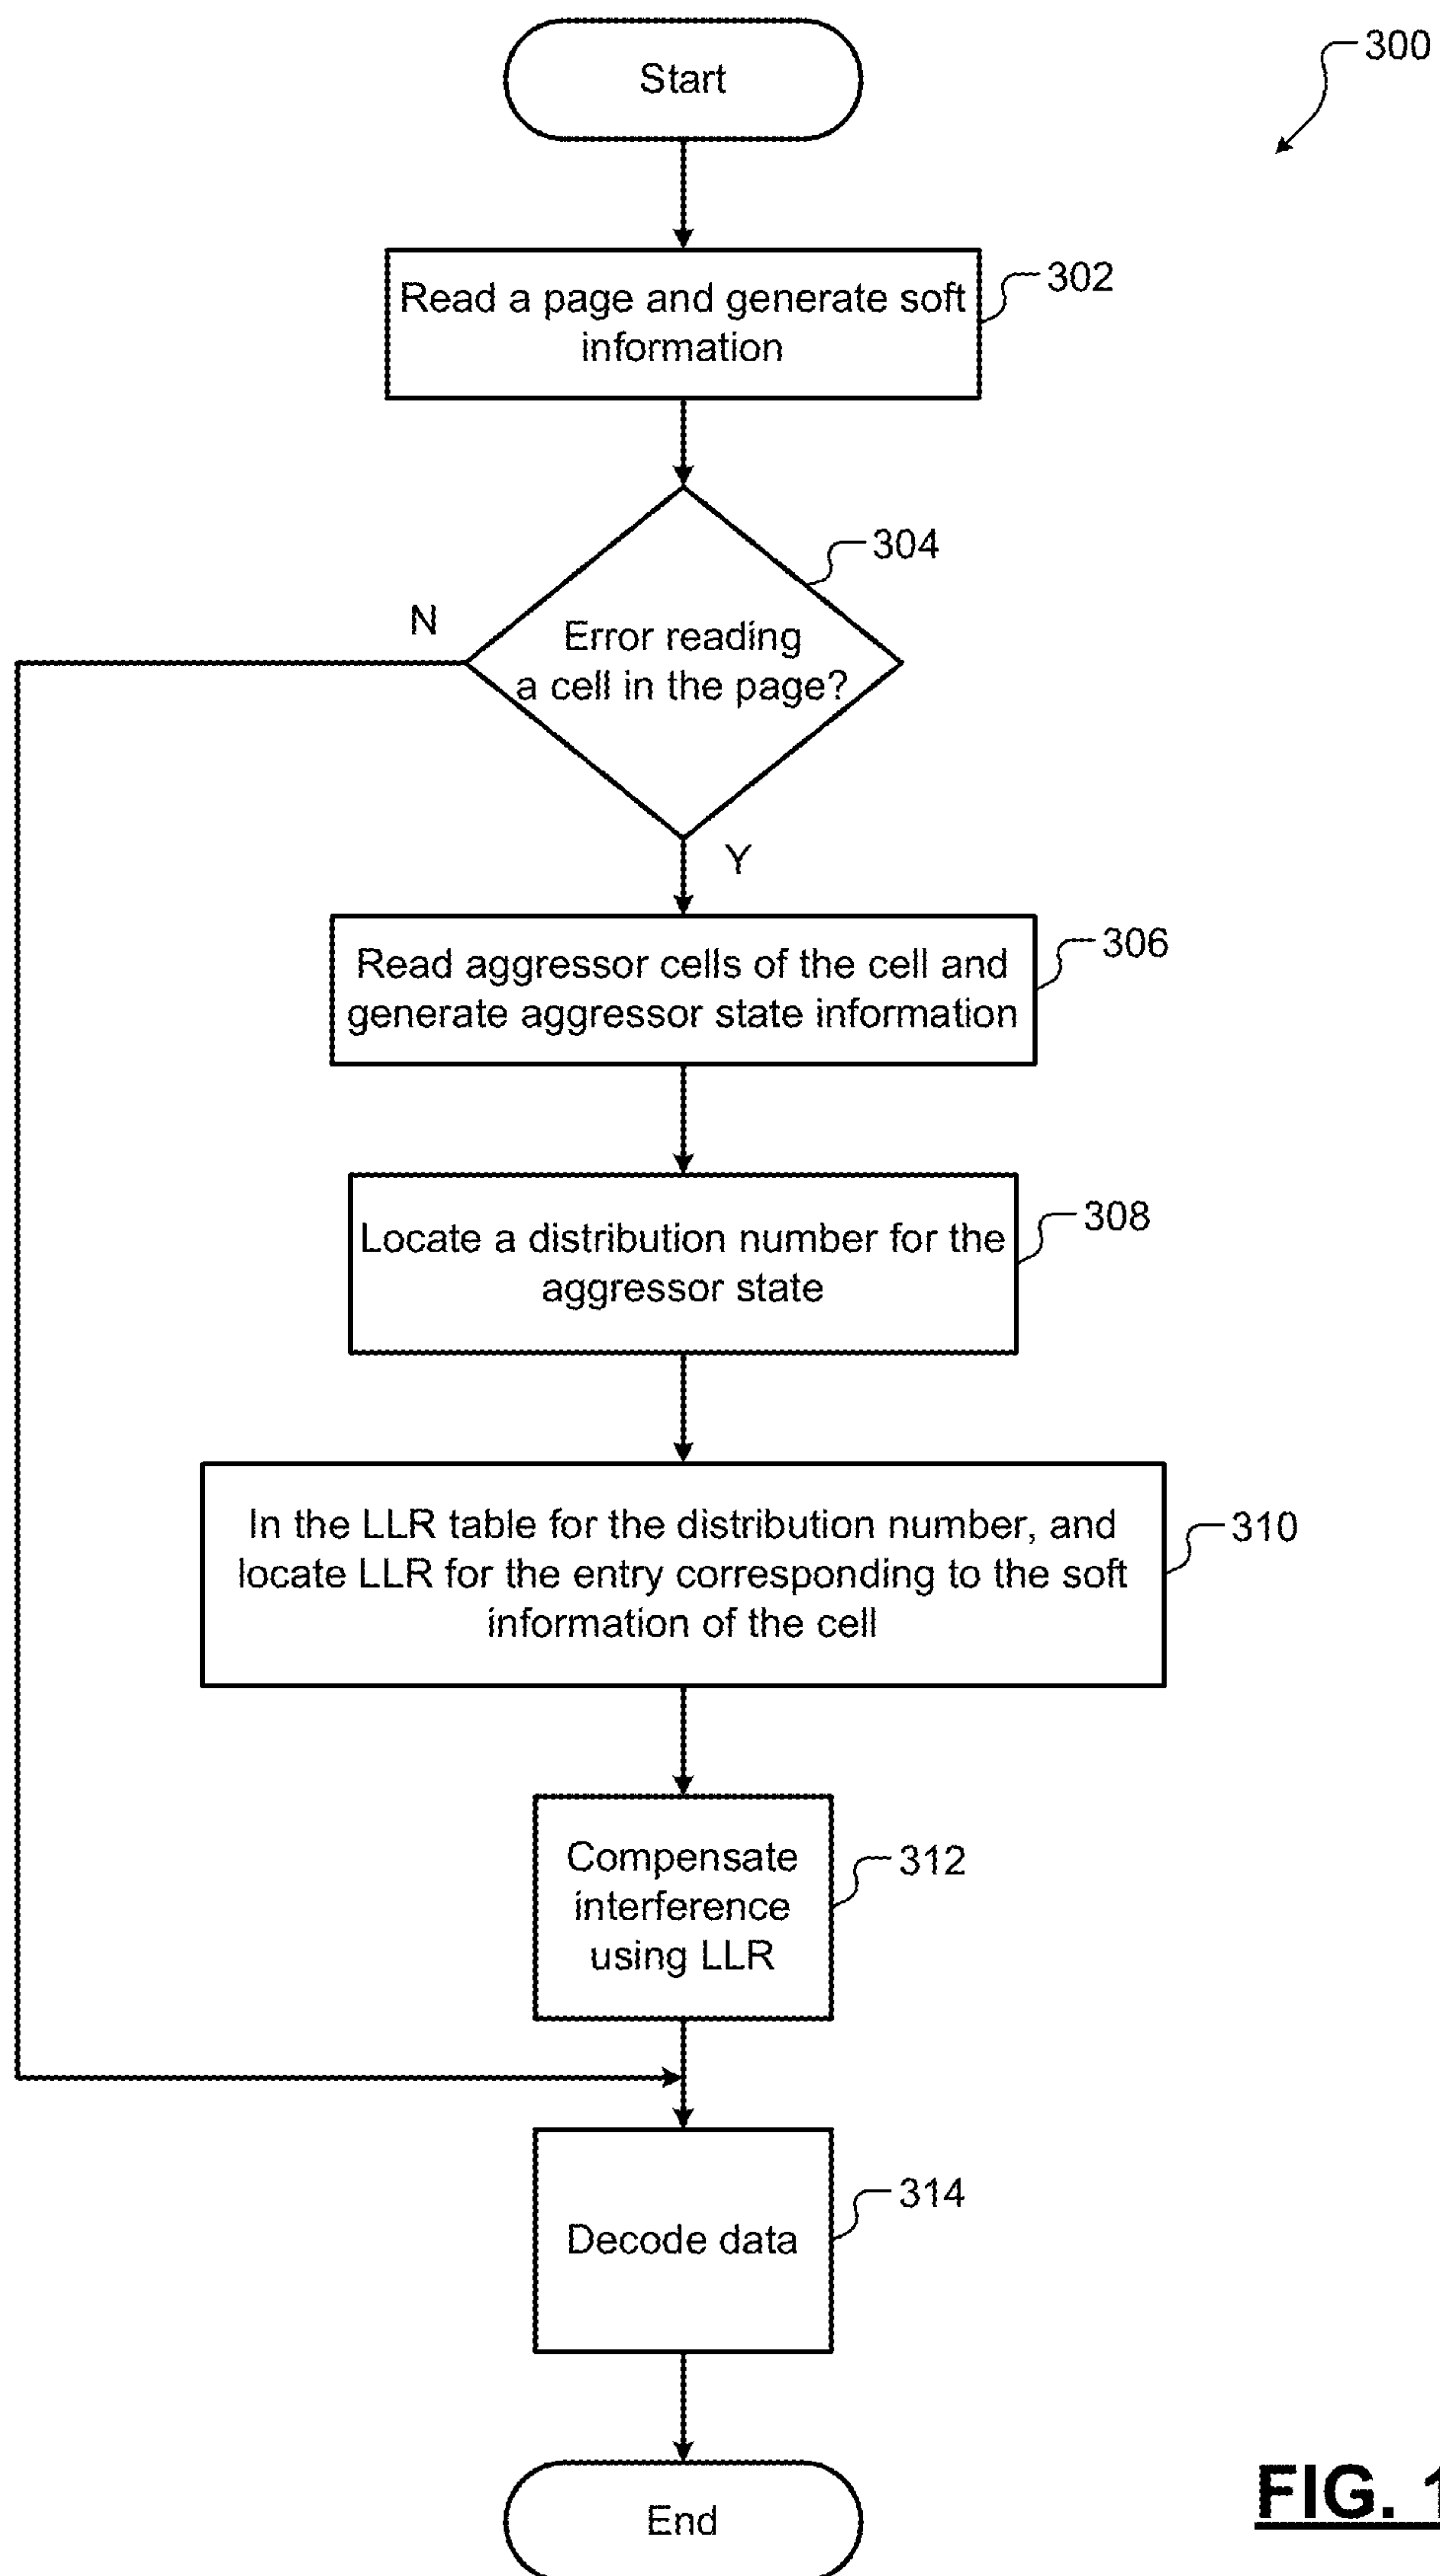 Start
300
Read a page and generate soft
information
302
304
N
Error reading
a cell in the page?
Y
Read aggressor cells of the cell and
generate aggressor state information
306
Locate a distribution number for the
aggressor state
308
In the LLR table for the distribution number, and
locate LLR for the entry corresponding to the soft
information of the cell
310
Compensate
interference
using LLR
312
Decode data
314
End
FIG.